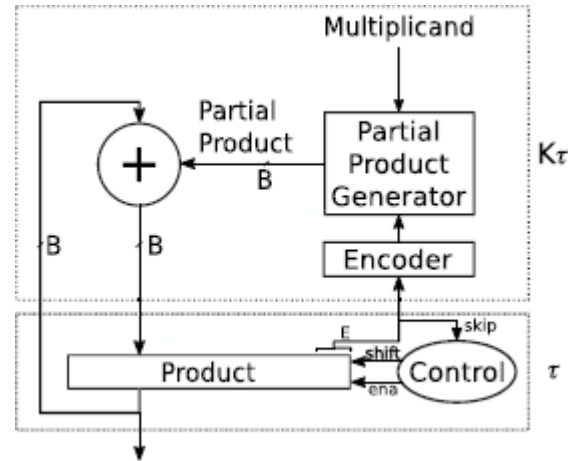 Multiplicand
Partial
Product
B
Partial
Product
Generator
Kτ
+
B
B
Encoder
E
skip
shift
Product
Control
ena
τ